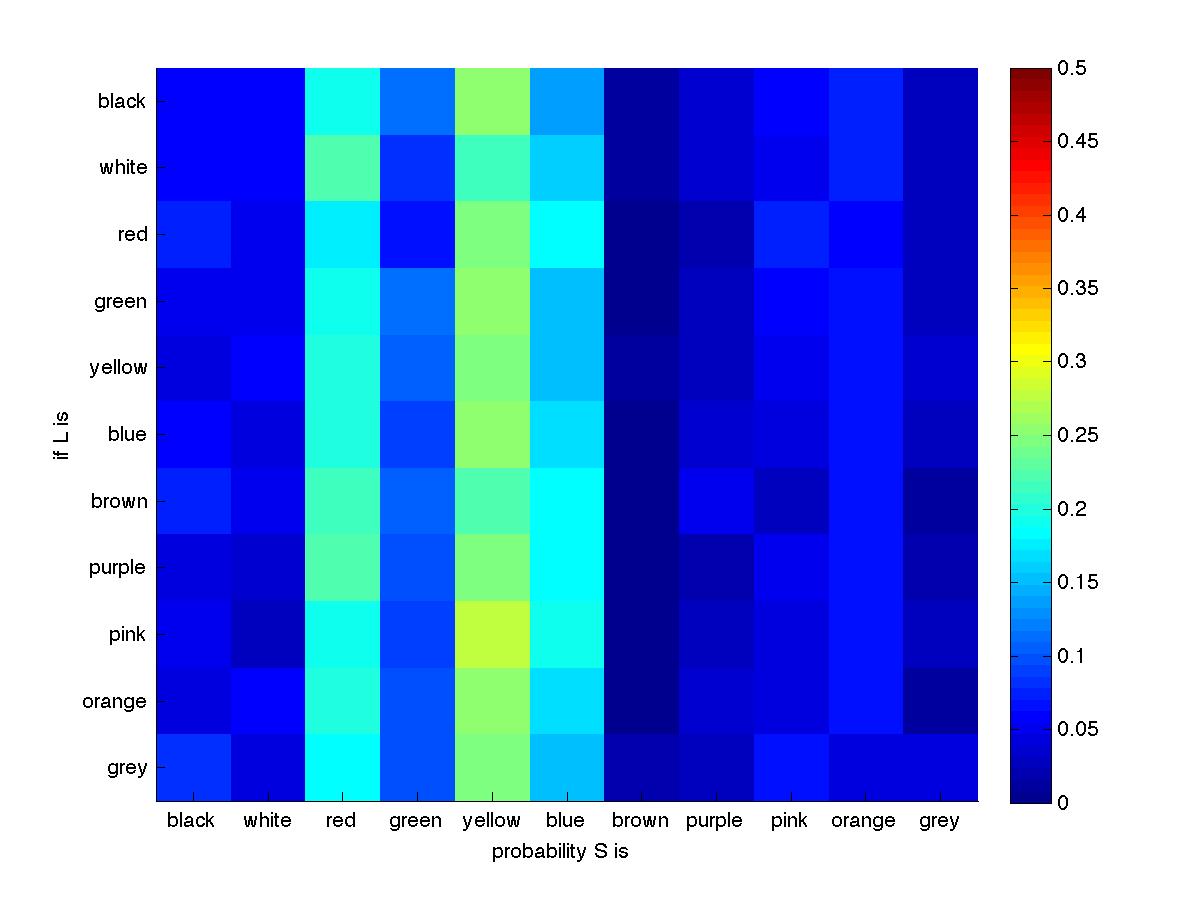 black
white
red
green
yellow
blue
brown
purple
pink
orange
grey
if L is
black white red green yellow blue brown purple pink orange grey
probability S is
0.5
0.45
0.4
0.35
0.3
0.25
0.2
0.15
0.1
0.05
0